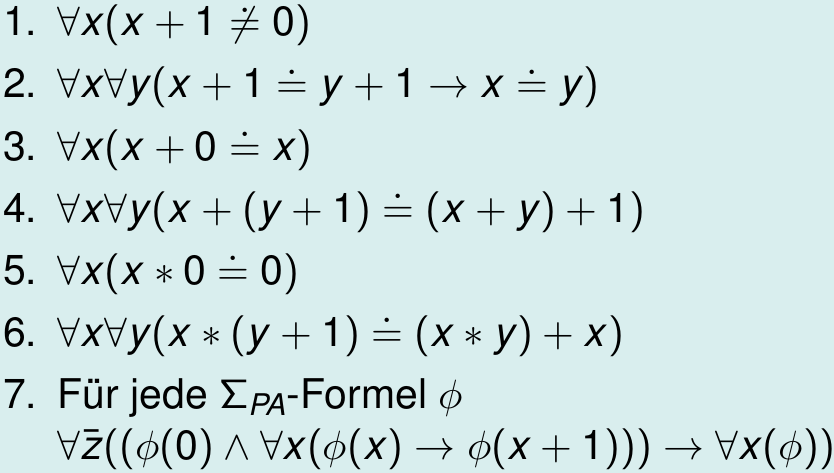 1. ∀x(x + 1 ≐̸ 0)
2. ∀x∀y(x + 1 ≐ y + 1 → x ≐ y)
3. ∀x(x + 0 ≐ x)
4. ∀x∀y(x + (y + 1) ≐ (x + y) + 1)
5. ∀x(x ∗ 0 ≐ 0)
6. ∀x∀y(x ∗ (y + 1) ≐ (x ∗ y) + x)
7. Für jede Σ_PA-Formel ϕ
∀z̄((ϕ(0) ∧ ∀x(ϕ(x) → ϕ(x + 1))) → ∀x(ϕ))